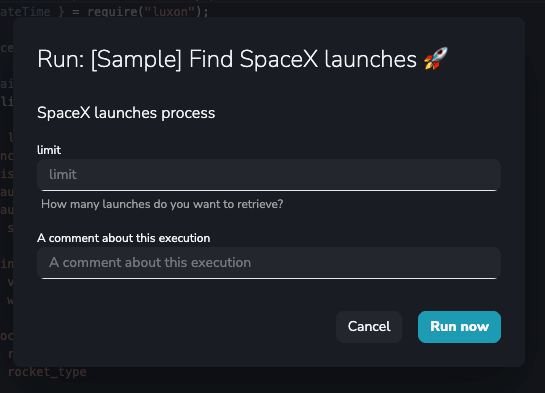 ateTime } = require("luxon");
Run: [Sample] Find SpaceX launches 🚀
SpaceX launches process
limit
limit
How many launches do you want to retrieve?
A comment about this execution
A comment about this execution
Cancel
Run now
rocket_type